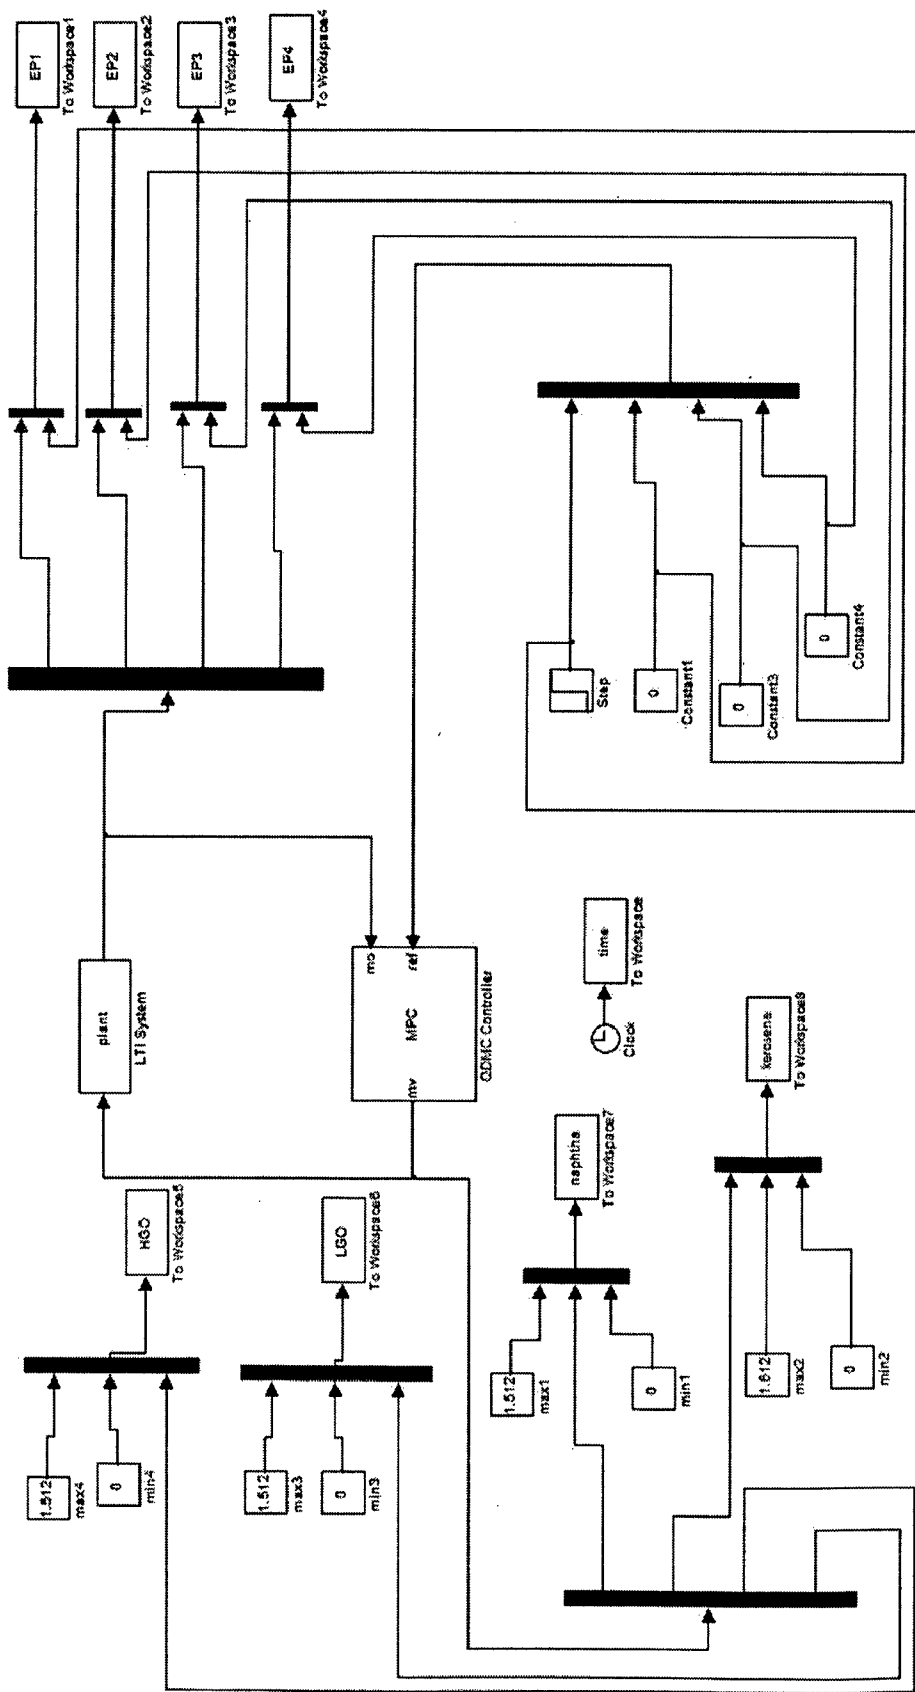 EP1
To Workspace1
EP2
To Workspace2
EP3
To Workspace3
EP4
To Workspace4
plant
LTI System
mo
ref
MPC
mv
QDMC Controller
Step
0
Constant1
0
Constant3
0
Constant4
time
To Workspace
Clock
HGO
To Workspace5
1.512
max4
0
min4
LGO
To Workspace6
1.512
max3
0
min3
naphtha
To Workspace7
1.512
max1
0
min1
kerosene
To Workspace8
1.612
max2
0
min2